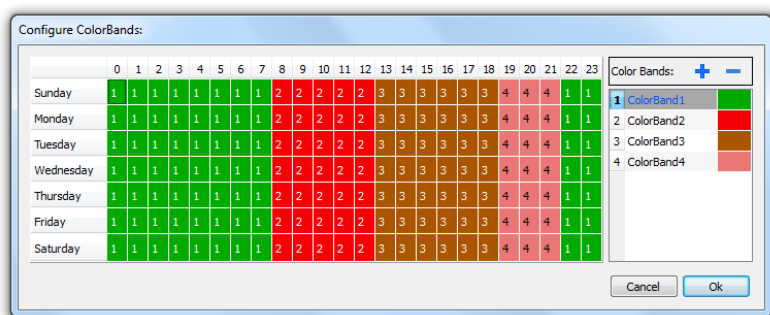 Configure ColorBands:
0 1 2 3 4 5 6 7 8 9 10 11 12 13 14 15 16 17 18 19 20 21 22 23 Color Bands: + −
Sunday 1 1 1 1 1 1 1 1 2 2 2 2 2 3 3 3 3 3 3 4 4 4 1 1 1 ColorBand1
Monday 1 1 1 1 1 1 1 1 2 2 2 2 2 3 3 3 3 3 3 4 4 4 1 1 2 ColorBand2
Tuesday 1 1 1 1 1 1 1 1 2 2 2 2 2 3 3 3 3 3 3 4 4 4 1 1 3 ColorBand3
Wednesday 1 1 1 1 1 1 1 1 2 2 2 2 2 3 3 3 3 3 3 4 4 4 1 1 4 ColorBand4
Thursday 1 1 1 1 1 1 1 1 2 2 2 2 2 3 3 3 3 3 3 4 4 4 1 1
Friday 1 1 1 1 1 1 1 1 2 2 2 2 2 3 3 3 3 3 3 4 4 4 1 1
Saturday 1 1 1 1 1 1 1 1 2 2 2 2 2 3 3 3 3 3 3 4 4 4 1 1
Cancel Ok